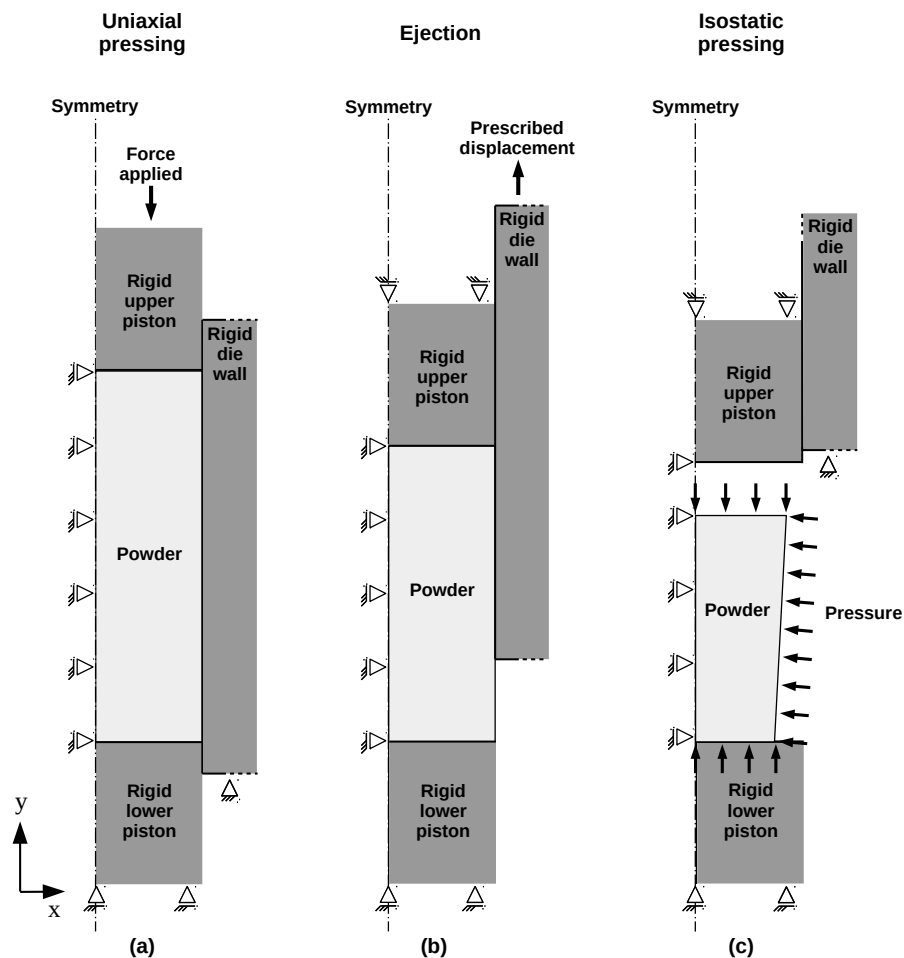 Uniaxial
pressing
Ejection
Isostatic
pressing
Symmetry
Force
applied
Rigid
upper
piston
Rigid
die
wall
Powder
Rigid
lower
piston
y
x
(a)
Symmetry
Prescribed
displacement
Rigid
die
wall
Rigid
upper
piston
Powder
Rigid
lower
piston
(b)
Symmetry
Rigid
die
wall
Rigid
upper
piston
Powder
Pressure
Rigid
lower
piston
(c)